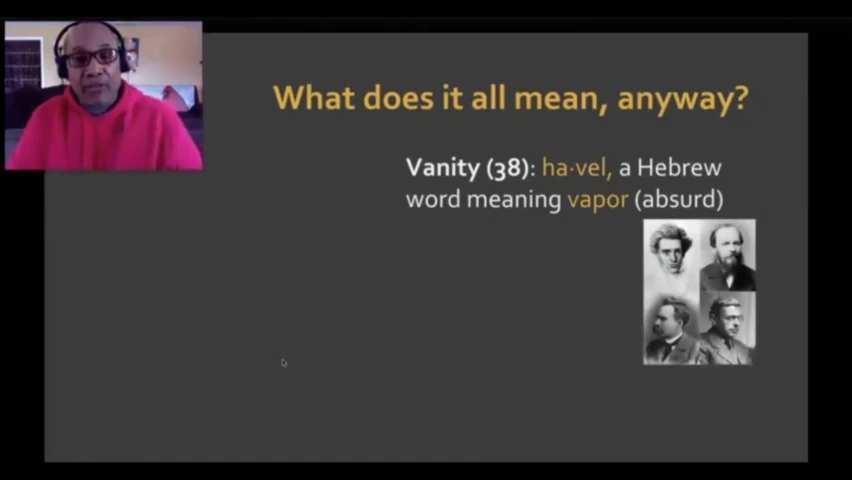 What does it all mean, anyway?
Vanity (38): ha·vel, a Hebrew
word meaning vapor (absurd)